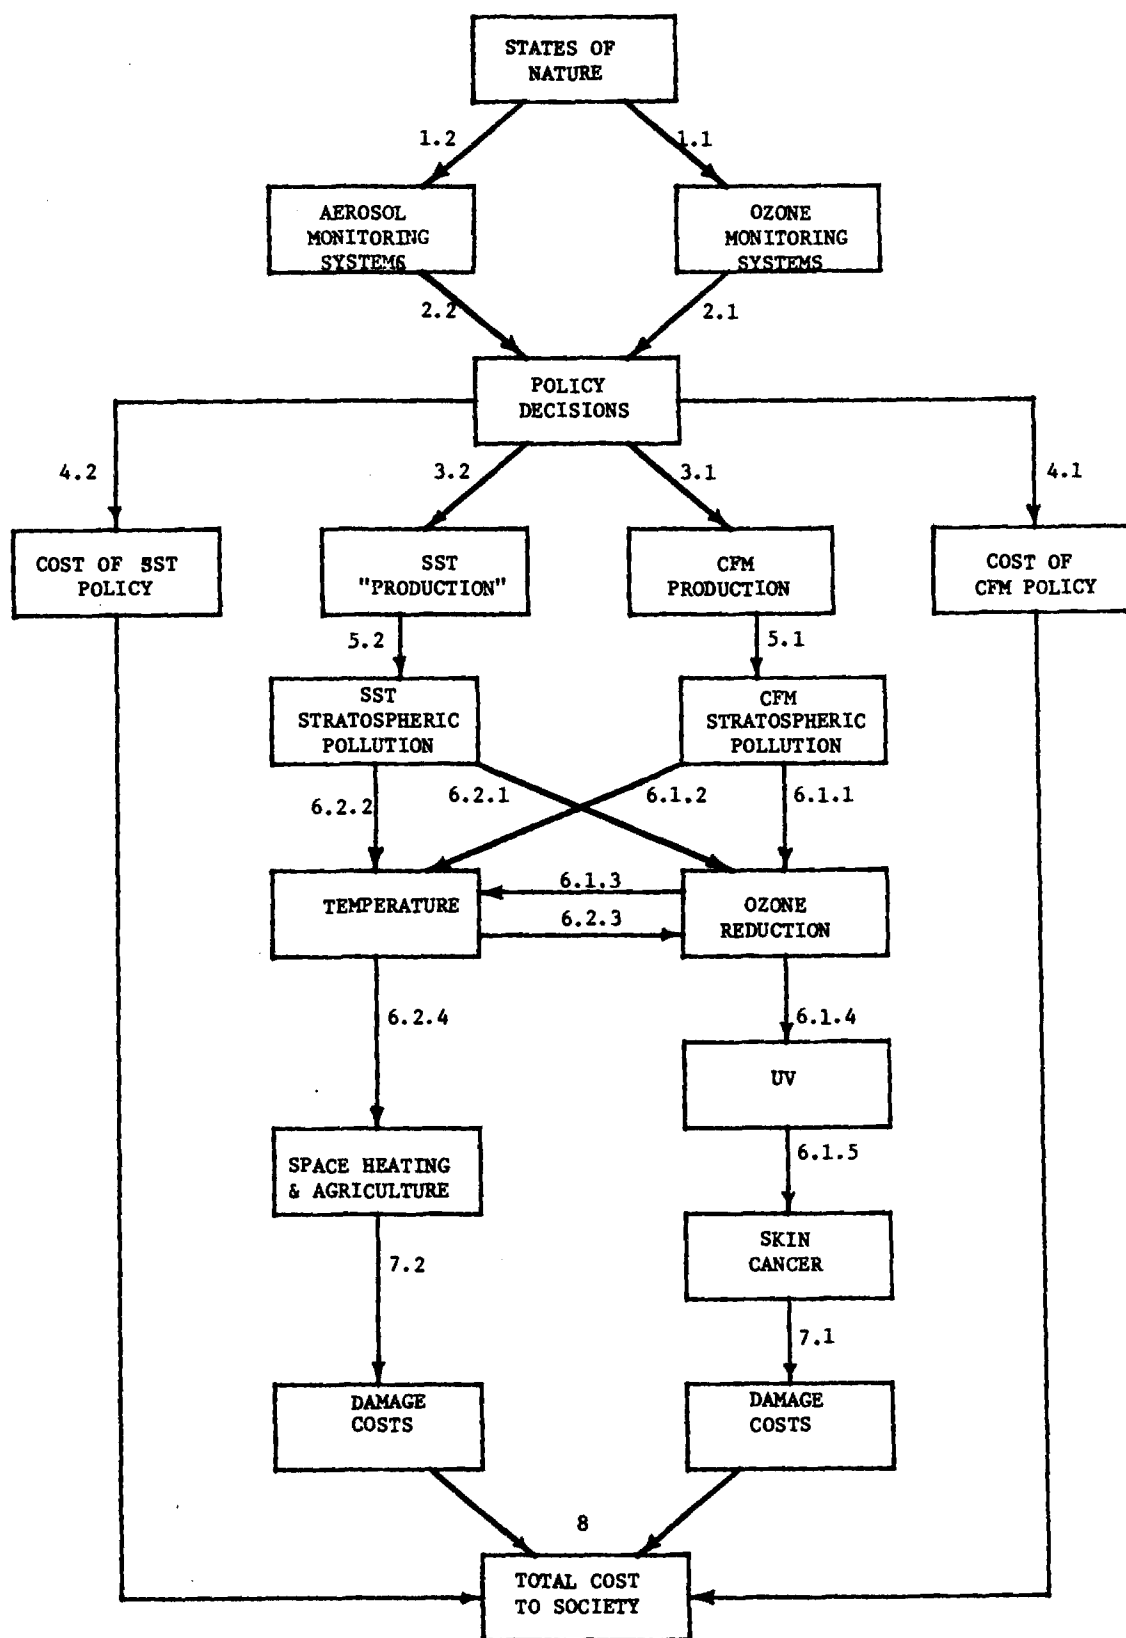 STATES OF
NATURE
1.2
1.1
AEROSOL
MONITORING
SYSTEMS
OZONE
MONITORING
SYSTEMS
2.2
2.1
POLICY
DECISIONS
4.2
3.2
3.1
4.1
COST OF SST
POLICY
SST
"PRODUCTION"
CFM
PRODUCTION
COST OF
CFM POLICY
5.2
5.1
SST
STRATOSPHERIC
POLLUTION
CFM
STRATOSPHERIC
POLLUTION
6.2.2
6.2.1
6.1.2
6.1.1
TEMPERATURE
6.1.3
6.2.3
OZONE
REDUCTION
6.2.4
6.1.4
UV
6.1.5
SPACE HEATING
& AGRICULTURE
SKIN
CANCER
7.2
7.1
DAMAGE
COSTS
DAMAGE
COSTS
8
TOTAL COST
TO SOCIETY